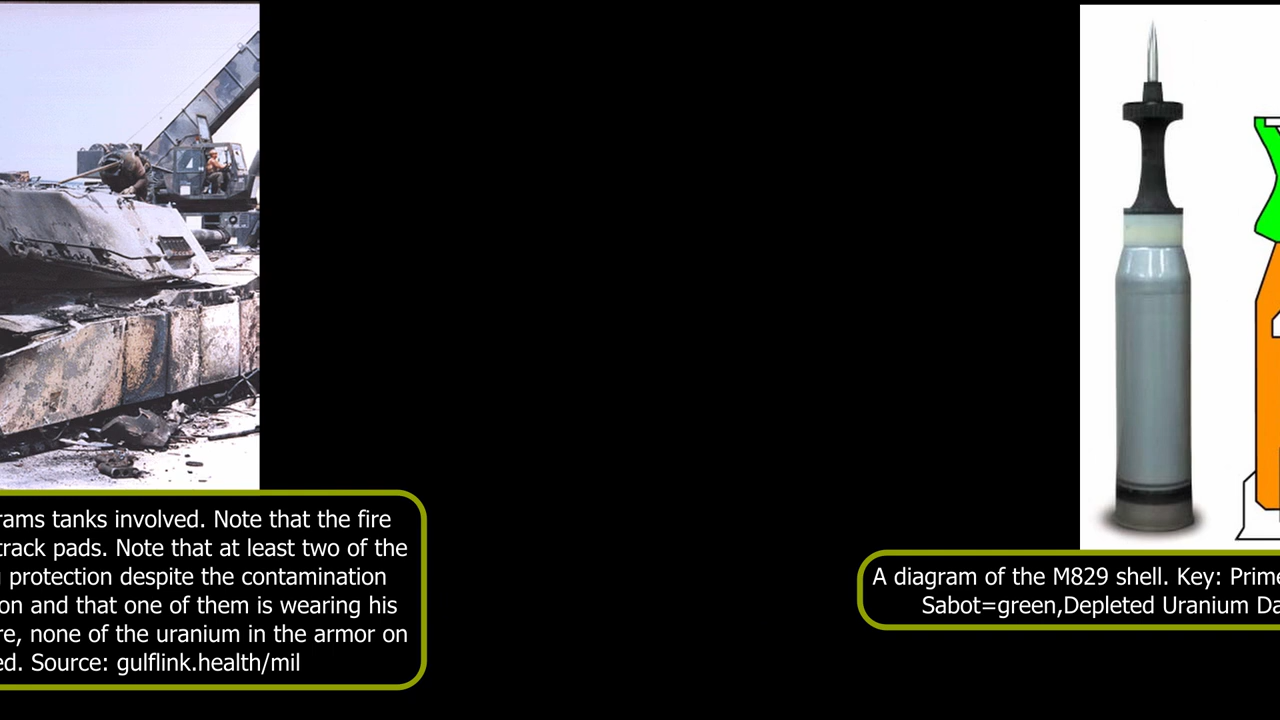 rams tanks involved. Note that the fire
track pads. Note that at least two of the
protection despite the contamination
on and that one of them is wearing his
re, none of the uranium in the armor on
ed. Source: gulflink.health/mil
A diagram of the M829 shell. Key: Prime
Sabot=green,Depleted Uranium Da